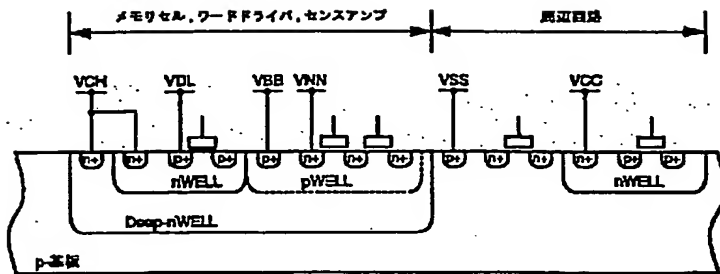 メモリセル，ワードドライバ，センスアンプ 周辺回路
VCH VDL VBB VNN VSS VCC
n+ n+ p+ p+ p+ n+ n+ n+ p+ n+ n+ n+ p+ p+
nWELL pWELL nWELL
Deep-nWELL
p-基板